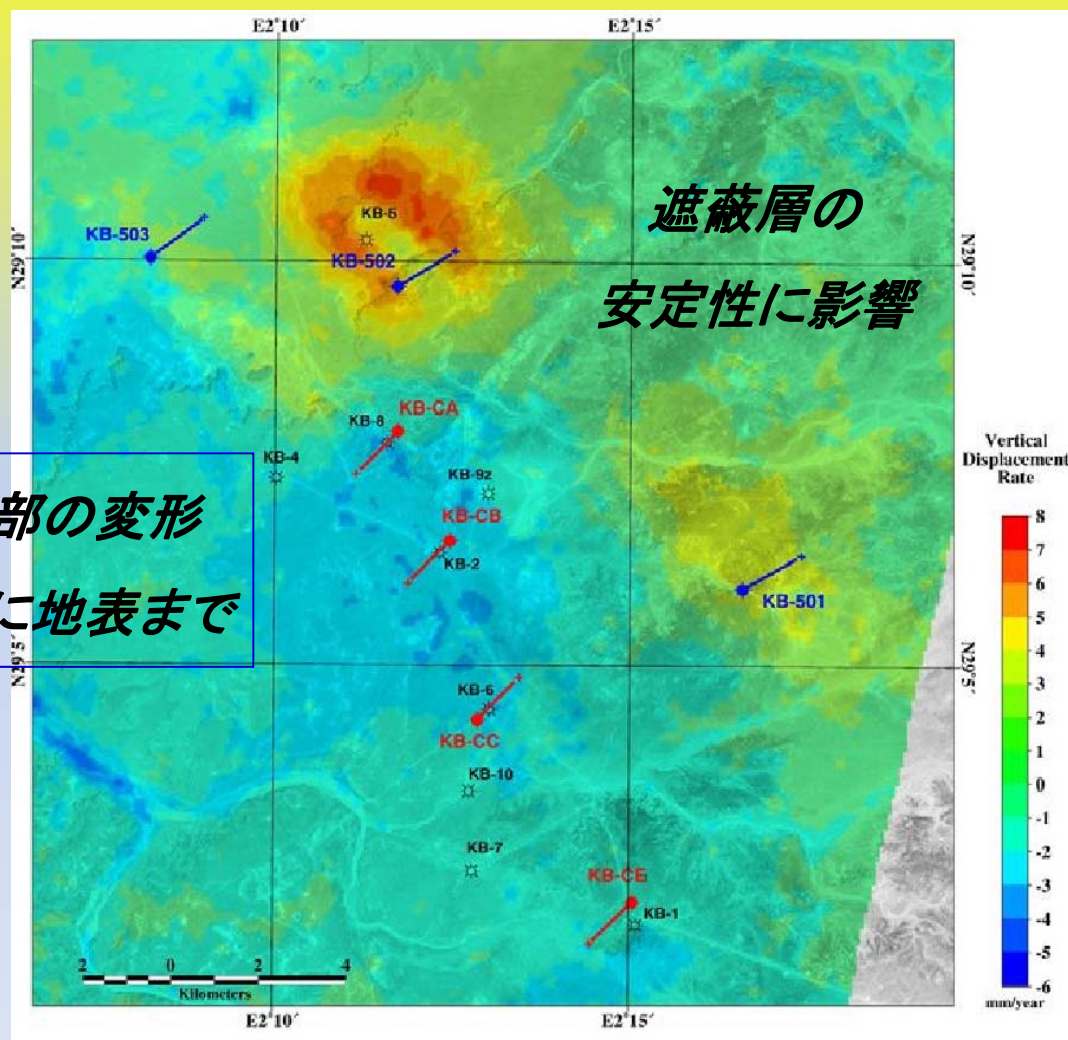 E2°10'
E2°15'
遮蔽層の
安定性に影響
KB-5
KB-503
KB-502
N29°10'
N29°10'
KB-CA
KB-8
KB-4
KB-9z
KB-CB
KB-2
部の変形
に地表まで
KB-501
N29°5'
N29°5'
KB-6
KB-CC
KB-10
KB-7
KB-CE
KB-1
2 0 2 4
Kilometers
E2°10'
E2°15'
Vertical
Displacement
Rate
8
7
6
5
4
3
2
1
0
-1
-2
-3
-4
-5
-6
mm/year